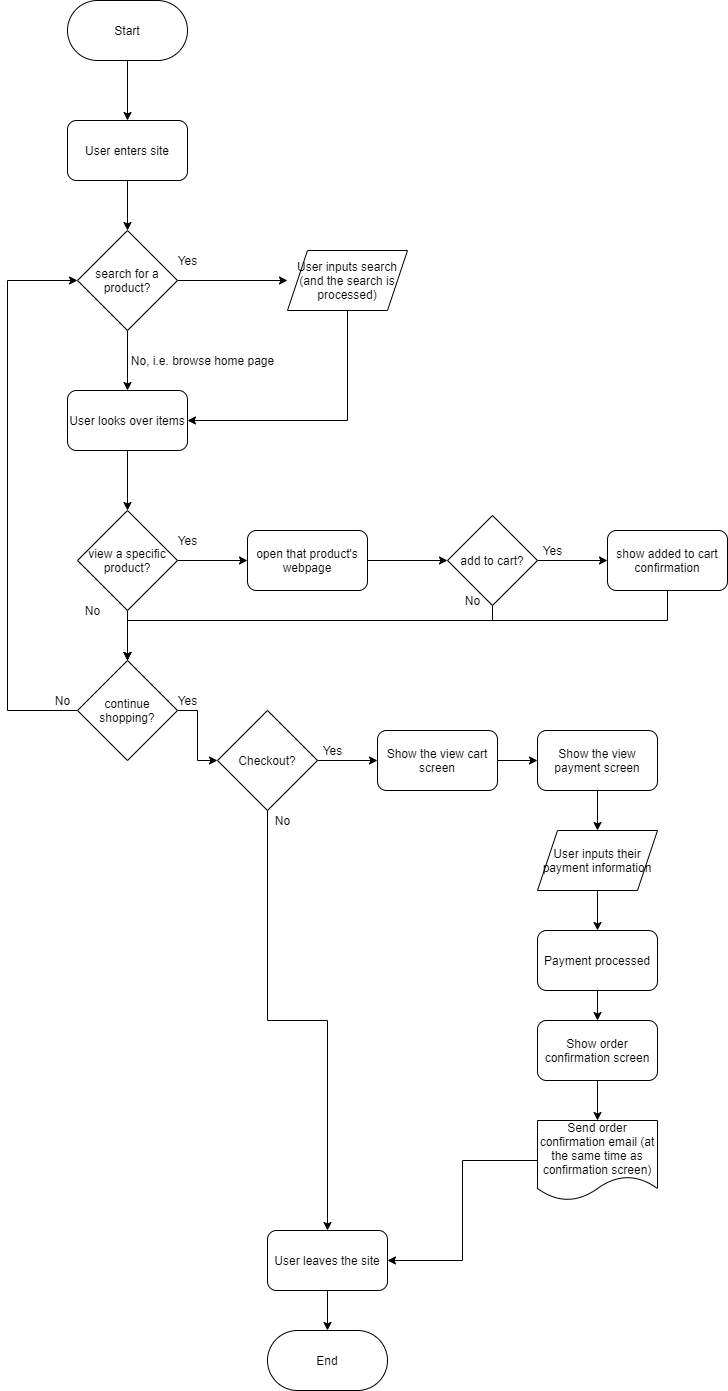 Start
User enters site
search for a
product?
Yes
User inputs search
(and the search is
processed)
No, i.e. browse home page
User looks over items
view a specific
product?
Yes
open that product's
webpage
add to cart?
Yes
show added to cart
confirmation
No
No
continue
shopping?
No
Yes
Checkout?
Yes
Show the view cart
screen
Show the view
payment screen
No
User inputs their
payment information
Payment processed
Show order
confirmation screen
Send order
confirmation email (at
the same time as
confirmation screen)
User leaves the site
End